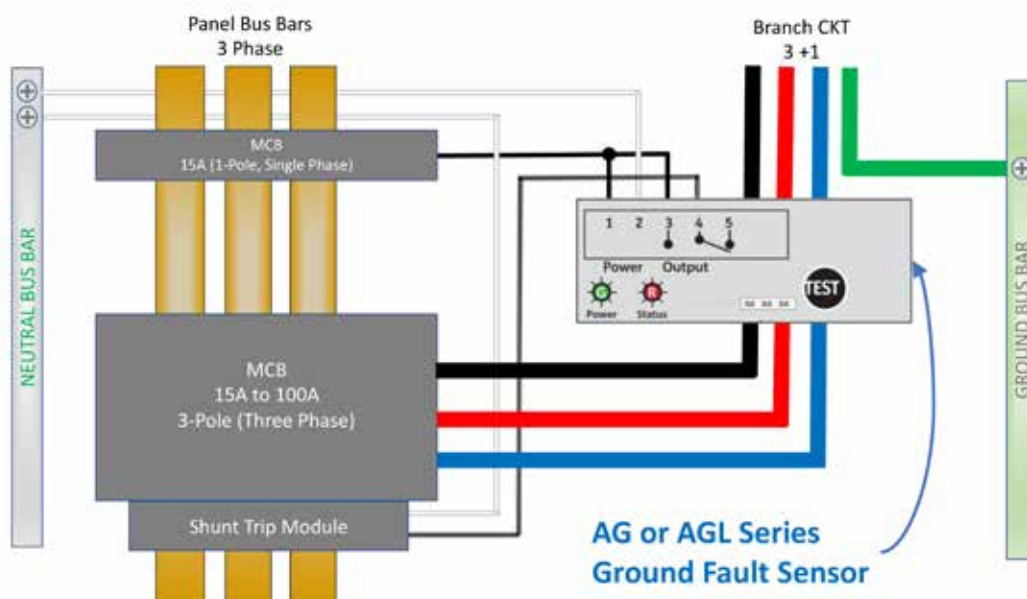 Panel Bus Bars
3 Phase
Branch CKT
3 +1
NEUTRAL BUS BAR
MCB
15A (1-Pole, Single Phase)
1 2 3 4 5
Power Output
R
Power Status
TEST
GROUND BUS BAR
MCB
15A to 100A
3-Pole (Three Phase)
Shunt Trip Module
AG or AGL Series
Ground Fault Sensor